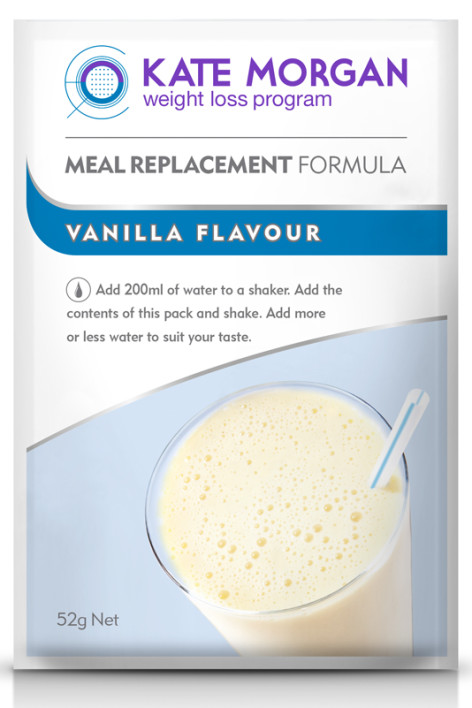 KATE MORGAN
weight loss program
MEAL REPLACEMENT FORMULA
VANILLA FLAVOUR
Add 200ml of water to a shaker. Add the
contents of this pack and shake. Add more
or less water to suit your taste.
52g Net